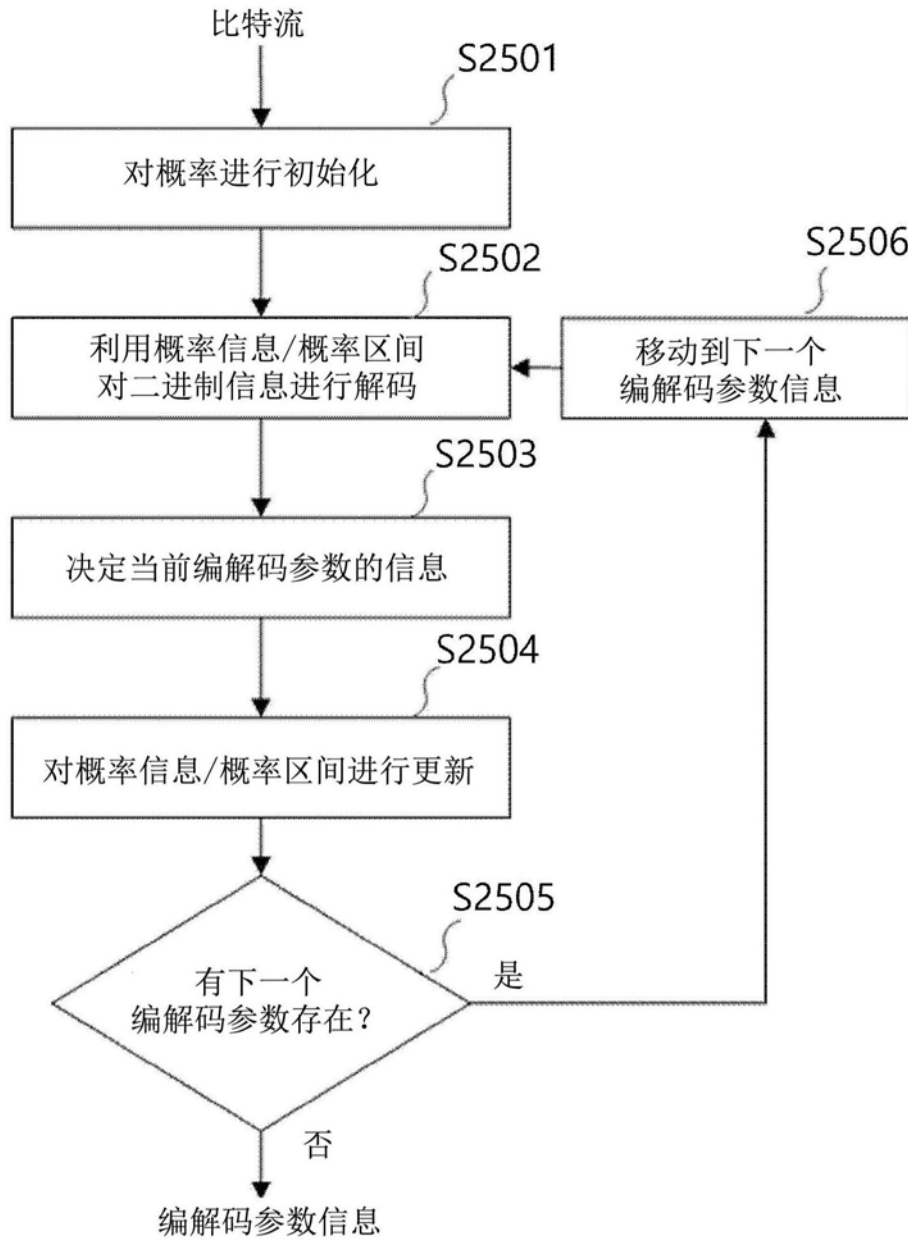 比特流
S2501
对概率进行初始化
S2502
利用概率信息/概率区间
对二进制信息进行解码
S2506
移动到下一个
编解码参数信息
S2503
决定当前编解码参数的信息
S2504
对概率信息/概率区间进行更新
S2505
有下一个
编解码参数存在?
是
否
编解码参数信息